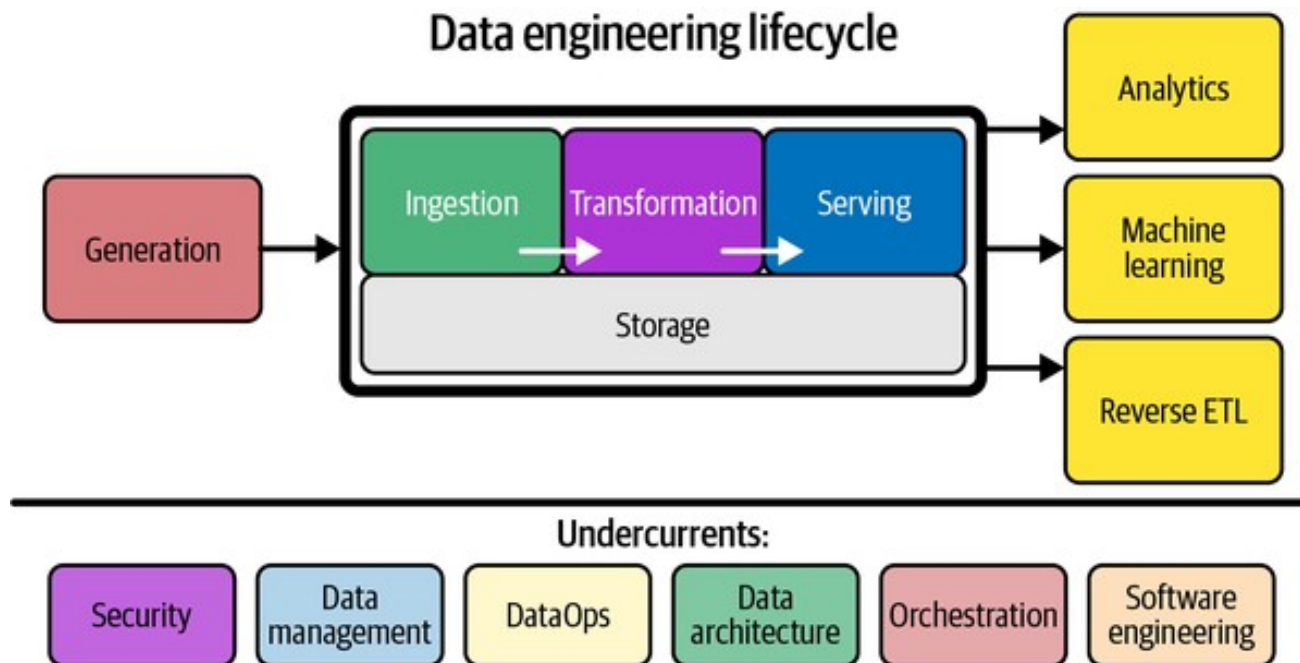 Data engineering lifecycle
Generation
Ingestion
Transformation
Serving
Storage
Analytics
Machine
learning
Reverse ETL
Undercurrents:
Security
Data
management
DataOps
Data
architecture
Orchestration
Software
engineering